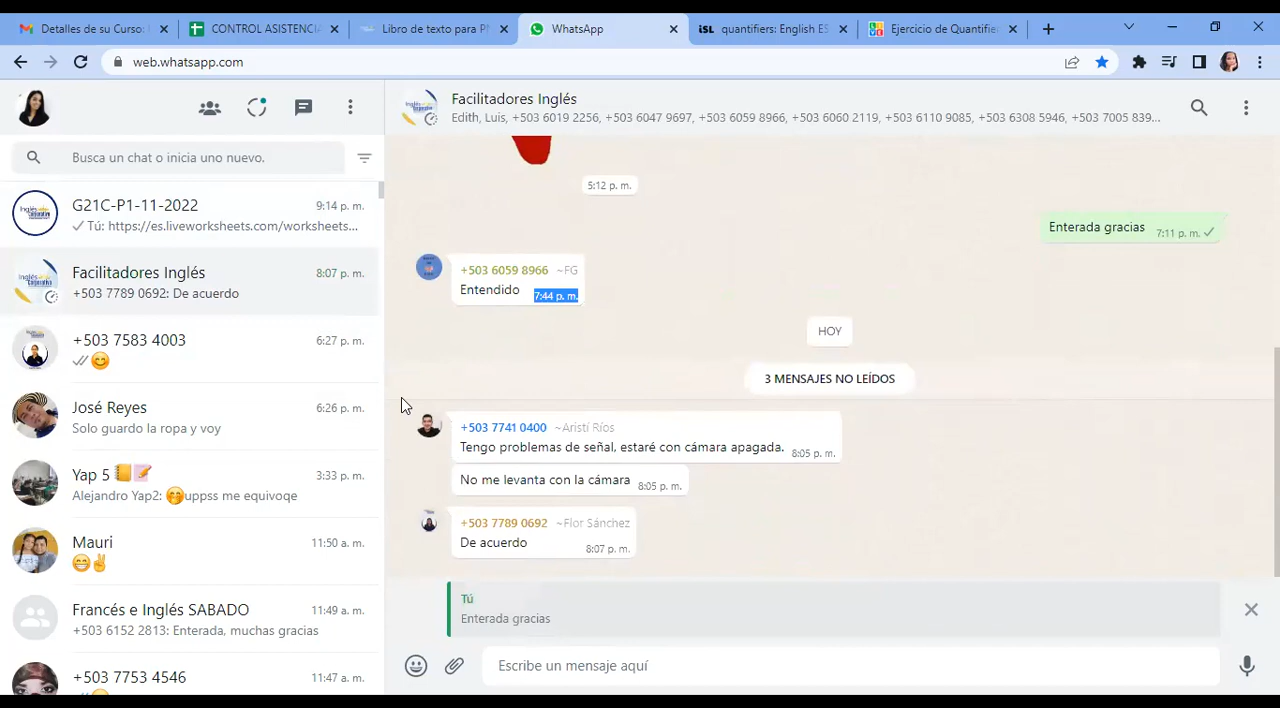 Detalles de su Curso:
CONTROL ASISTENCIA
Libro de texto para PN
WhatsApp
quantifiers: English ES
Ejercicio de Quantifie
web.whatsapp.com
Facilitadores Inglés
Edith, Luis, +503 6019 2256, +503 6047 9697, +503 6059 8966, +503 6060 2119, +503 6110 9085, +503 6308 5946, +503 7005 839...
Busca un chat o inicia uno nuevo.
G21C-P1-11-2022 9:14 p. m.
Tú: https://es.liveworksheets.com/worksheets...
Facilitadores Inglés 8:07 p. m.
+503 7789 0692: De acuerdo
+503 7583 4003 6:27 p. m.
😊
José Reyes 6:26 p. m.
Solo guardo la ropa y voy
Yap 5 📒📝 3:33 p. m.
Alejandro Yap2: 🤭uppss me equivoqe
Mauri 11:50 a. m.
😁✌
Francés e Inglés SABADO 11:49 a. m.
+503 6152 2813: Enterada, muchas gracias
+503 7753 4546 11:47 a. m.
5:12 p. m.
Enterada gracias 7:11 p. m.
+503 6059 8966 ~FG
Entendido 7:44 p. m.
HOY
3 MENSAJES NO LEÍDOS
+503 7741 0400 ~Aristí Ríos
Tengo problemas de señal, estaré con cámara apagada. 8:05 p. m.
No me levanta con la cámara 8:05 p. m.
+503 7789 0692 ~Flor Sánchez
De acuerdo 8:07 p. m.
Tú
Enterada gracias
Escribe un mensaje aquí